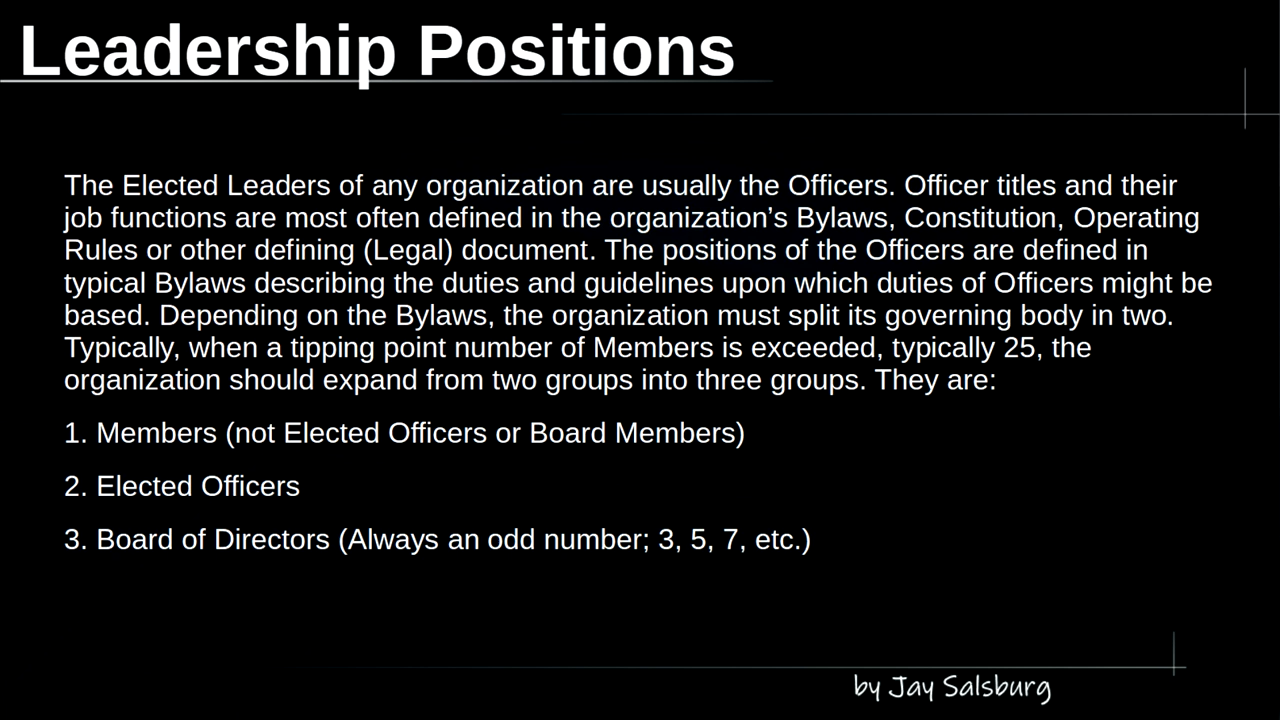 Leadership Positions
The Elected Leaders of any organization are usually the Officers. Officer titles and their
job functions are most often defined in the organization’s Bylaws, Constitution, Operating
Rules or other defining (Legal) document. The positions of the Officers are defined in
typical Bylaws describing the duties and guidelines upon which duties of Officers might be
based. Depending on the Bylaws, the organization must split its governing body in two.
Typically, when a tipping point number of Members is exceeded, typically 25, the
organization should expand from two groups into three groups. They are:
1. Members (not Elected Officers or Board Members)
2. Elected Officers
3. Board of Directors (Always an odd number; 3, 5, 7, etc.)
by Jay Salsburg